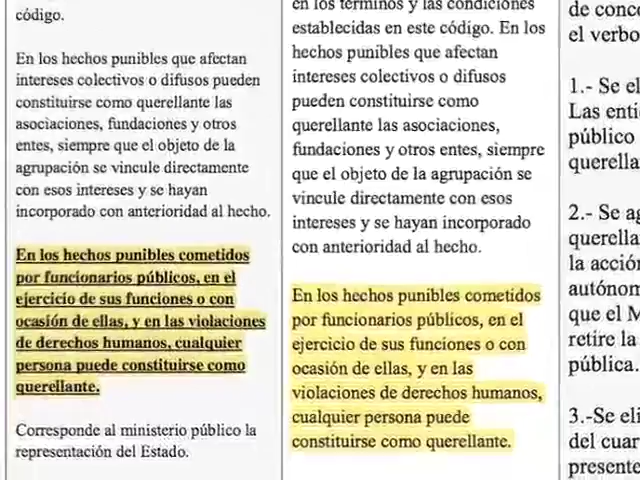 código.
En los hechos punibles que afectan
intereses colectivos o difusos pueden
constituirse como querellante las
asociaciones, fundaciones y otros
entes, siempre que el objeto de la
agrupación se vincule directamente
con esos intereses y se hayan
incorporado con anterioridad al hecho.
En los hechos punibles cometidos
por funcionarios públicos, en el
ejercicio de sus funciones o con
ocasión de ellas, y en las violaciones
de derechos humanos, cualquier
persona puede constituirse como
querellante.
Corresponde al ministerio público la
representación del Estado.
en los términos y las condiciones
establecidas en este código. En los
hechos punibles que afectan
intereses colectivos o difusos
pueden constituirse como
querellante las asociaciones,
fundaciones y otros entes, siempre
que el objeto de la agrupación se
vincule directamente con esos
intereses y se hayan incorporado
con anterioridad al hecho.
En los hechos punibles cometidos
por funcionarios públicos, en el
ejercicio de sus funciones o con
ocasión de ellas, y en las
violaciones de derechos humanos,
cualquier persona puede
constituirse como querellante.
de conc
el verbo
1.- Se el
Las enti
público
querella
2.- Se ag
querella
la acción
autónom
que el M
retire la
pública.
3.-Se eli
del cuar
presente